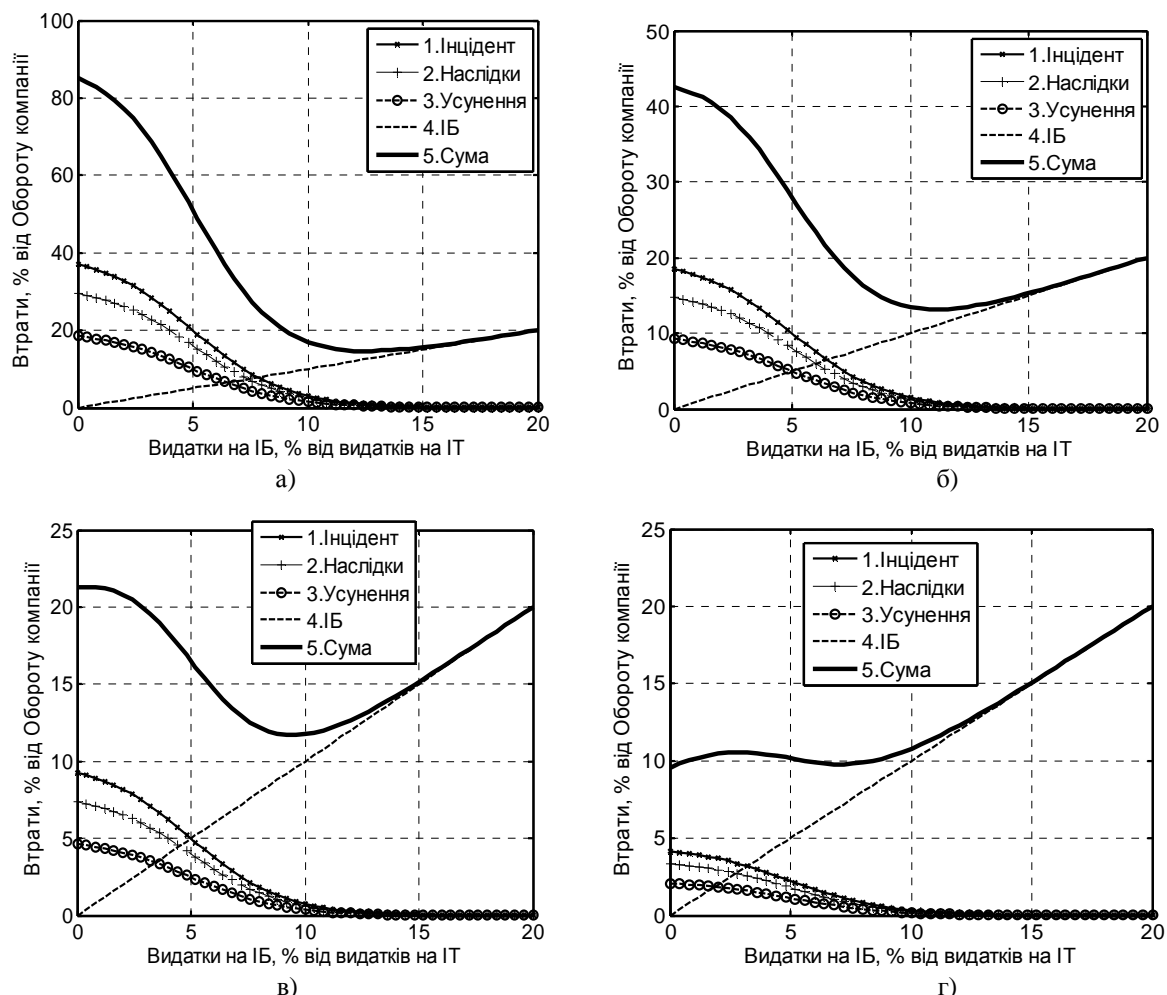 100
80
60
40
20
0
0
5
10
15
20
Втрати, % від Обороту компанії
Видатки на ІБ, % від видатків на ІТ
1.Інцідент
2.Наслідки
3.Усунення
4.ІБ
5.Сума
а)
50
40
30
20
10
0
0
5
10
15
20
Втрати, % від Обороту компанії
Видатки на ІБ, % від видатків на ІТ
1.Інцідент
2.Наслідки
3.Усунення
4.ІБ
5.Сума
б)
25
20
15
10
5
0
0
5
10
15
20
Втрати, % від Обороту компанії
Видатки на ІБ, % від видатків на ІТ
1.Інцідент
2.Наслідки
3.Усунення
4.ІБ
5.Сума
в)
25
20
15
10
5
0
0
5
10
15
20
Втрати, % від Обороту компанії
Видатки на ІБ, % від видатків на ІТ
1.Інцідент
2.Наслідки
3.Усунення
4.ІБ
5.Сума
г)